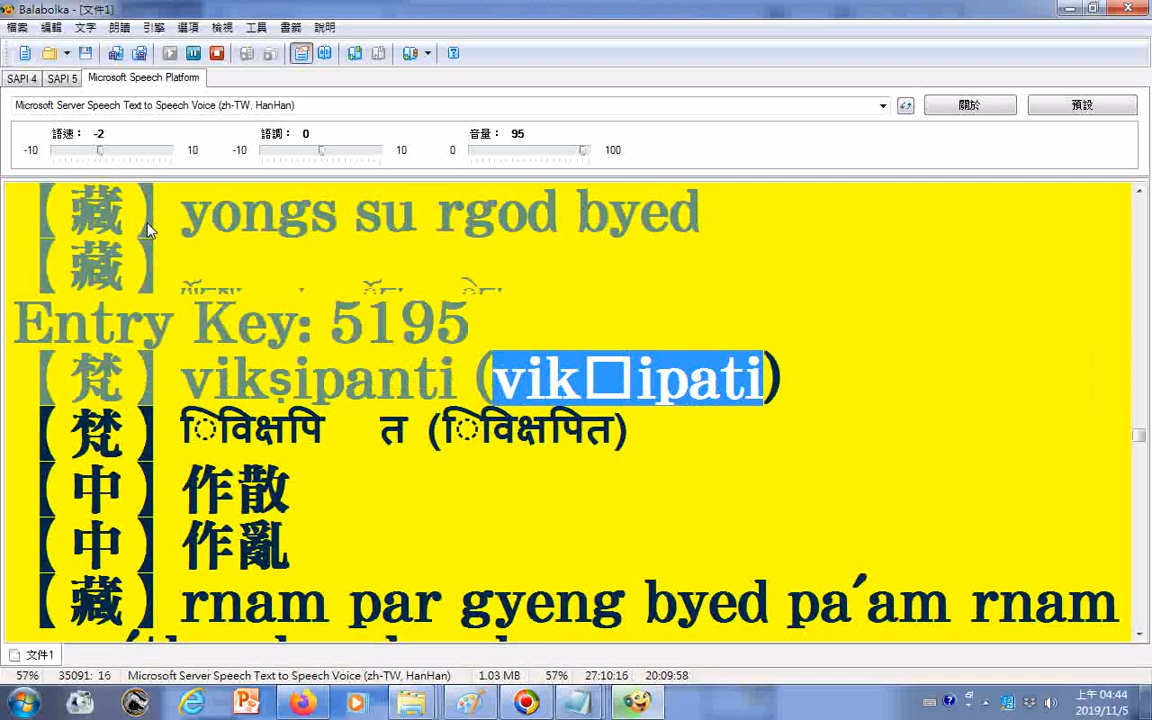 Balabolka - [文件1]
檔案 編輯 文字 朗讀 引擎 選項 檢視 工具 書籤 說明
SAPI 4 SAPI 5 Microsoft Speech Platform
Microsoft Server Speech Text to Speech Voice (zh-TW, HanHan) 關於 預設
語速： -2 語調： 0 音量： 95
-10 10 -10 10 0 100
【藏】 yongs su rgod byed
【藏】
Entry Key: 5195
【梵】 vikṣipanti (vik□ipati)
【梵】 िविक्षपि त (िविक्षपित)
【中】 作散
【中】 作亂
【藏】 rnam par gyeng byed pa´am rnam
文件1
57% 35091: 16 Microsoft Server Speech Text to Speech Voice (zh-TW, HanHan) 1.03 MB 57% 27:10:16 20:09:58
上午 04:44
2019/11/5